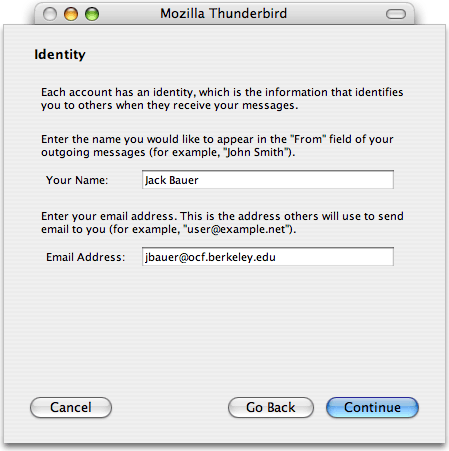 Mozilla Thunderbird
Identity
Each account has an identity, which is the information that identifies
you to others when they receive your messages.
Enter the name you would like to appear in the "From" field of your
outgoing messages (for example, "John Smith").
Your Name: Jack Bauer
Enter your email address. This is the address others will use to send
email to you (for example, "user@example.net").
Email Address: jbauer@ocf.berkeley.edu
Cancel Go Back Continue